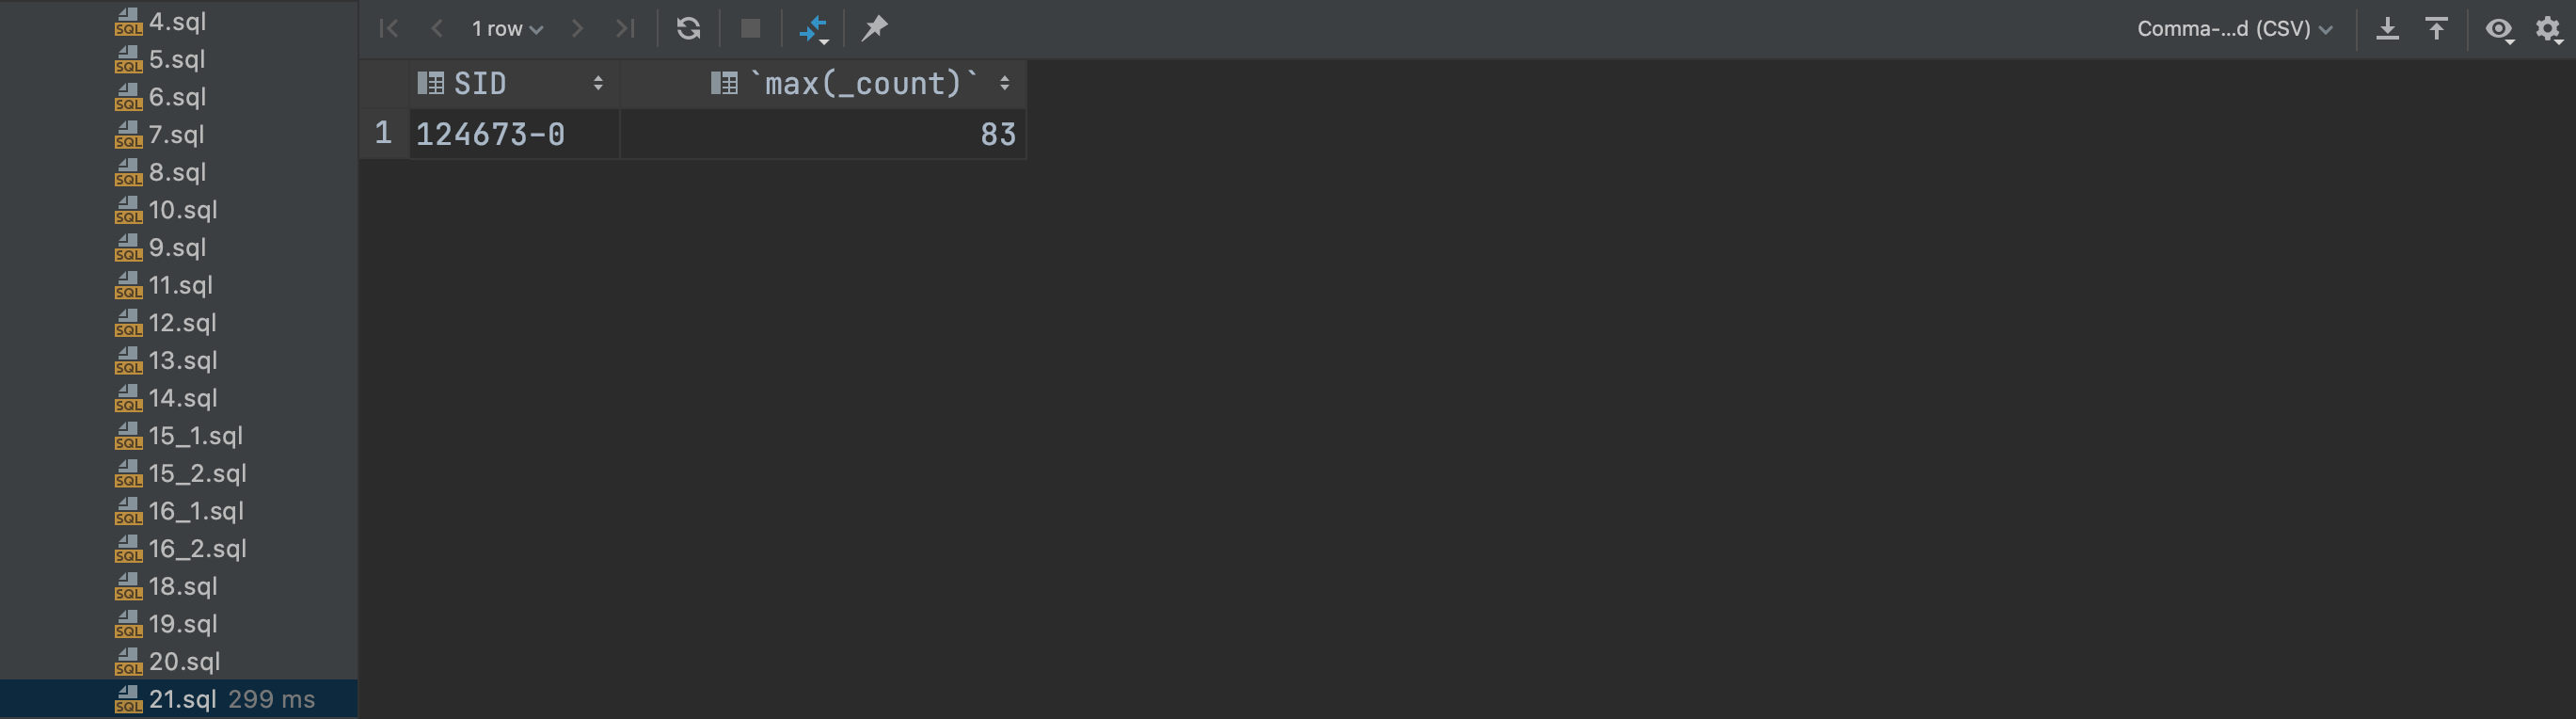 4.sql
5.sql
6.sql
7.sql
8.sql
10.sql
9.sql
11.sql
12.sql
13.sql
14.sql
15_1.sql
15_2.sql
16_1.sql
16_2.sql
18.sql
19.sql
20.sql
21.sql 299 ms
1 row
Comma-...d (CSV)
SID `max(_count)`
1 124673-0 83